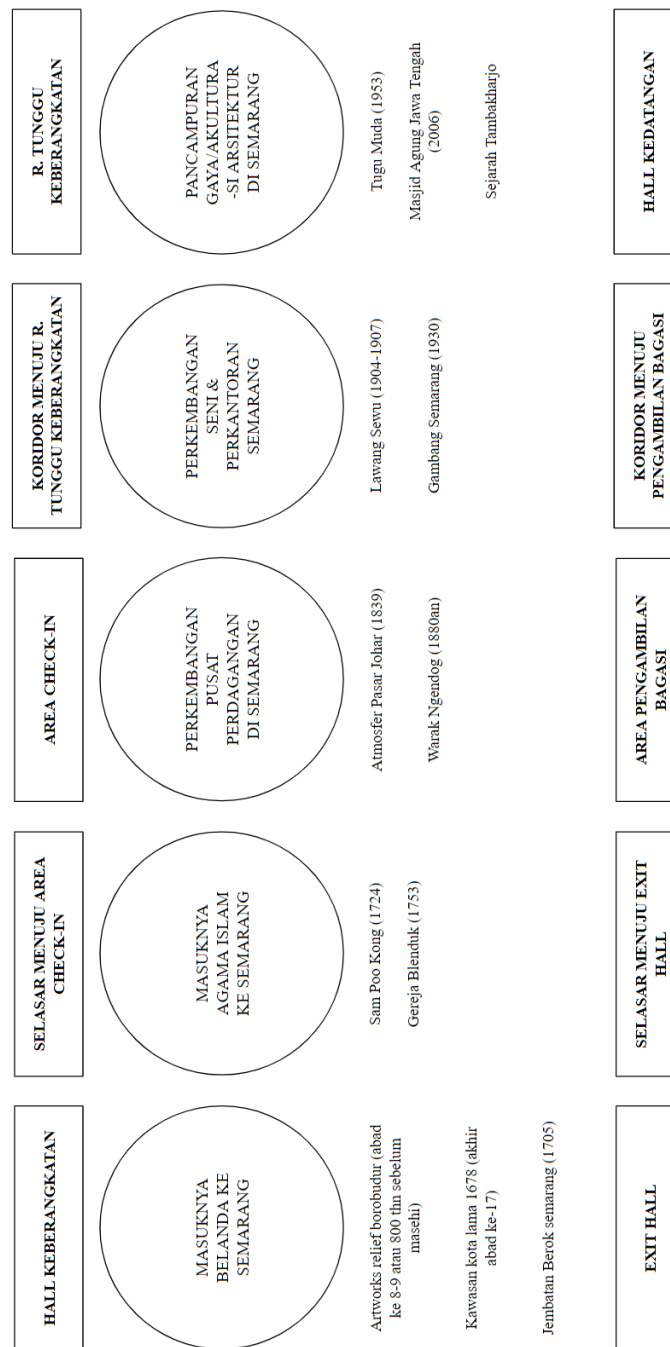 HALL KEBERANGKATAN
SELASAR MENUJU AREA
CHECK-IN
AREA CHECK-IN
KORIDOR MENUJU R.
TUNGGU KEBERANGKATAN
R. TUNGGU
KEBERANGKATAN
MASUKNYA
BELANDA KE
SEMARANG
MASUKNYA
AGAMA ISLAM
KE SEMARANG
PERKEMBANGAN
PUSAT
PERDAGANGAN
DI SEMARANG
PERKEMBANGAN
SENI &
PERKANTORAN
SEMARANG
PANCAMPURAN
GAYA/AKULTURA
-SI ARSITEKTUR
DI SEMARANG
Artworks relief borobudur (abad
ke 8-9 atau 800 thn sebelum
masehi)
Kawasan kota lama 1678 (akhir
abad ke-17)
Jembatan Berok semarang (1705)
Sam Poo Kong (1724)
Gereja Blenduk (1753)
Atmosfer Pasar Johar (1839)
Warak Ngendog (1880an)
Lawang Sewu (1904-1907)
Gambang Semarang (1930)
Tugu Muda (1953)
Masjid Agung Jawa Tengah
(2006)
Sejarah Tambakharjo
EXIT HALL
SELASAR MENUJU EXIT
HALL
AREA PENGAMBILAN
BAGASI
KORIDOR MENUJU
PENGAMBILAN BAGASI
HALL KEDATANGAN